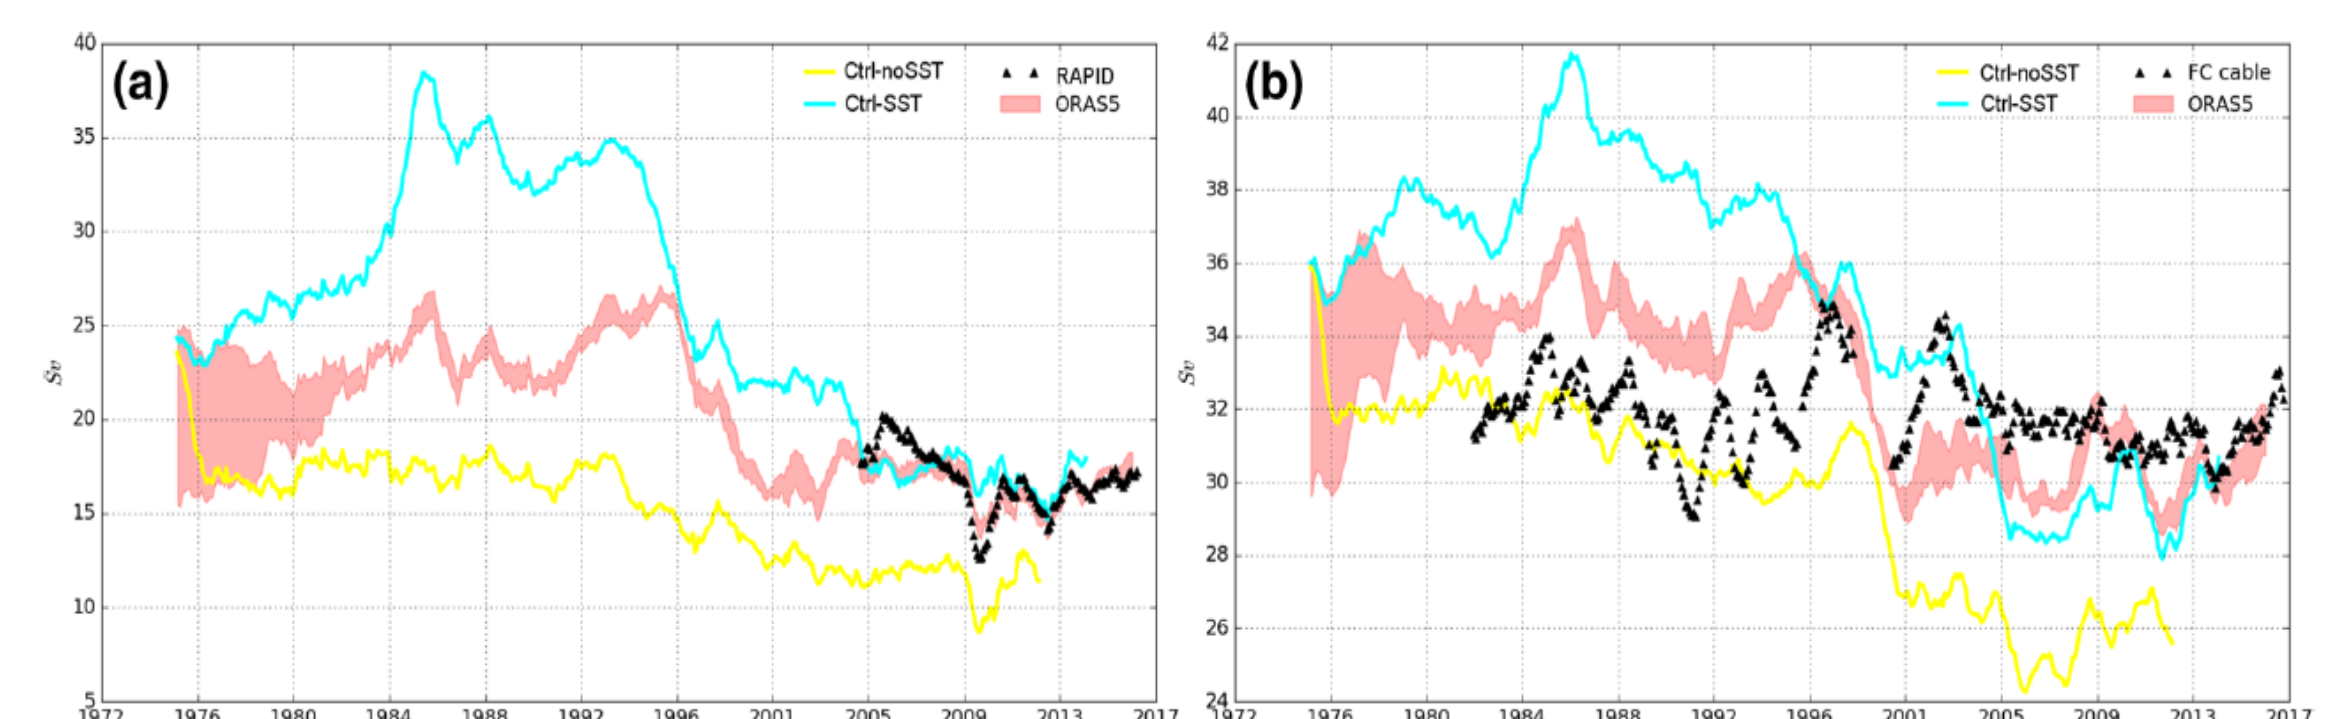 (a)
Ctrl-noSST
Ctrl-SST
RAPID
ORAS5
40
35
30
25
20
15
10
5
Sv
1972 1976 1980 1984 1988 1992 1996 2001 2005 2009 2013 2017
(b)
Ctrl-noSST
Ctrl-SST
FC cable
ORAS5
42
40
38
36
34
32
30
28
26
24
Sv
1972 1976 1980 1984 1988 1992 1996 2001 2005 2009 2013 2017